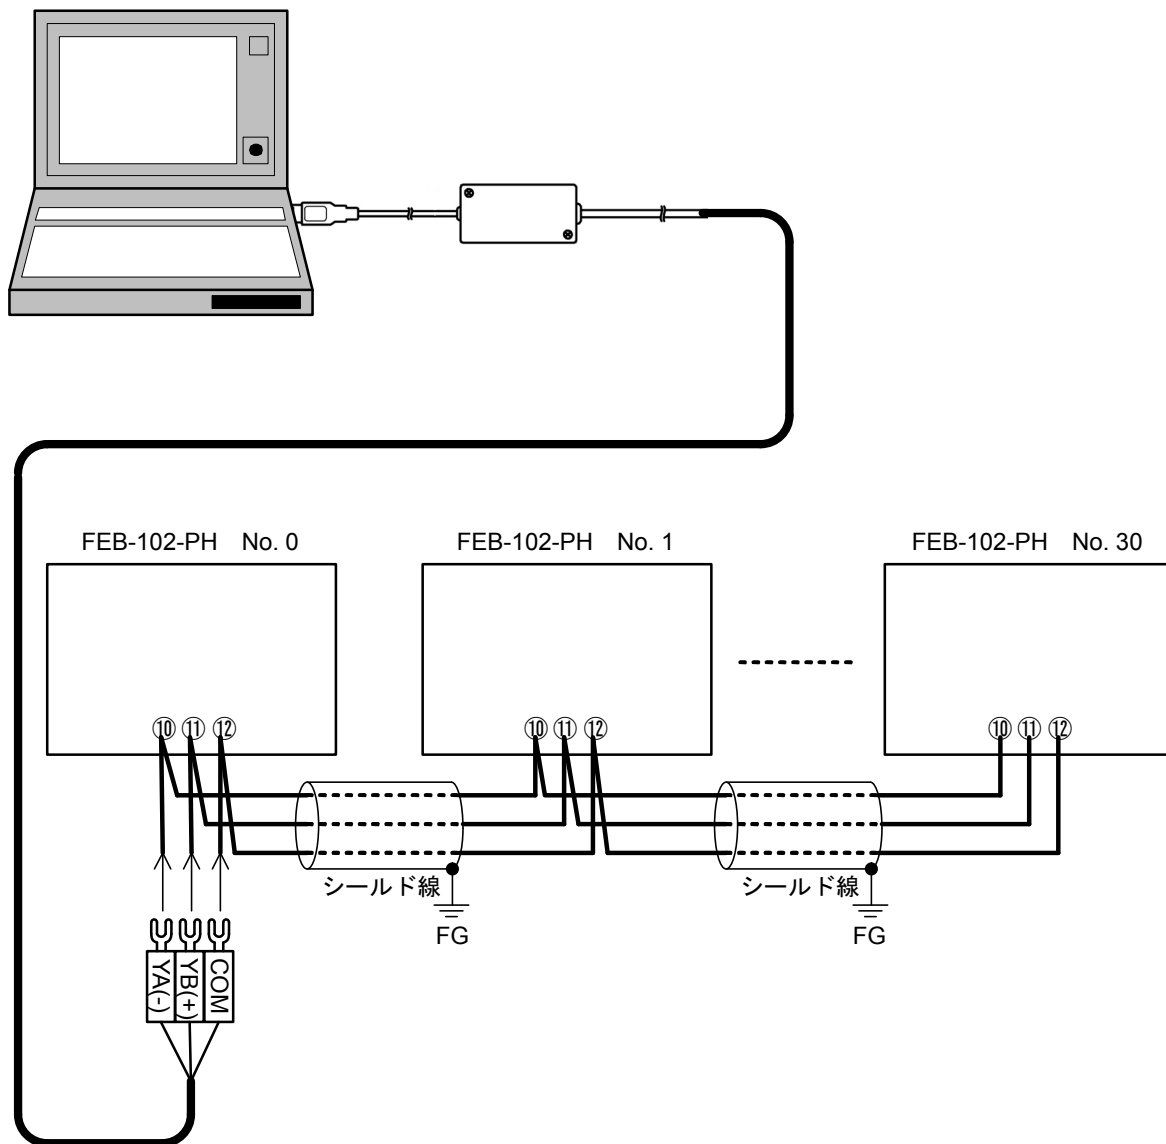 FEB-102-PH No. 0
FEB-102-PH No. 1
FEB-102-PH No. 30
⑩ ⑪ ⑫
⑩ ⑪ ⑫
⑩ ⑪ ⑫
シールド線
シールド線
FG
FG
YA(-)
YB(+)
COM